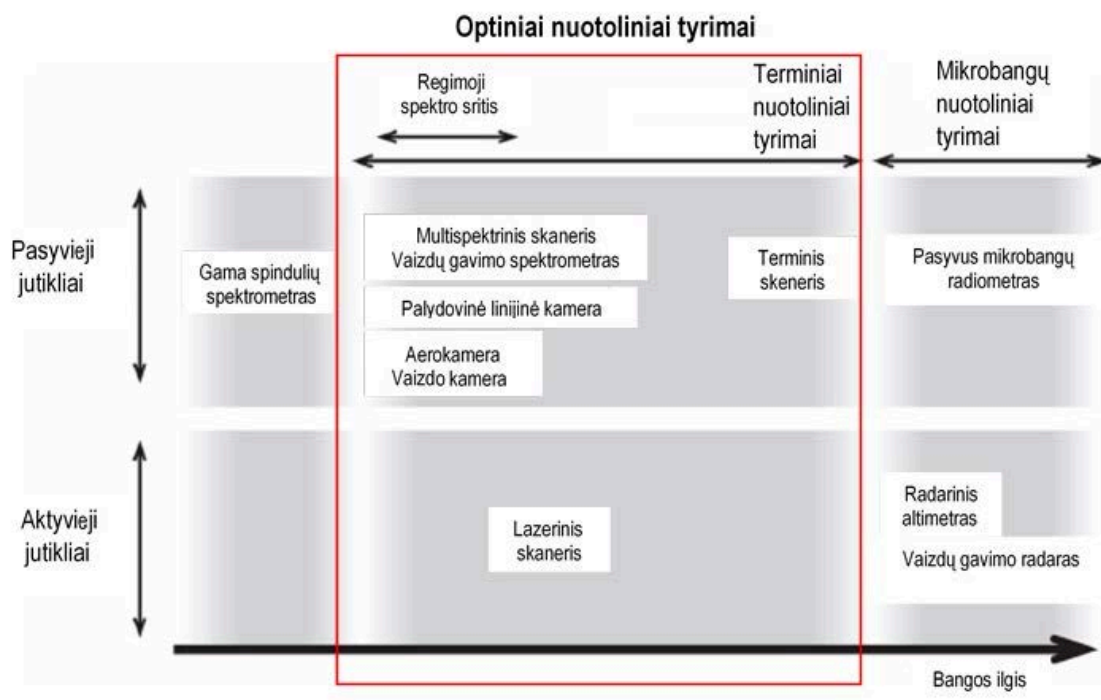 Optiniai nuotoliniai tyrimai
Regimoji
spektro sritis
Terminiai
nuotoliniai
tyrimai
Mikrobangų
nuotoliniai
tyrimai
Pasyvieji
jutikliai
Gama spindulių
spektrometras
Multispektrinis skaneris
Vaizdų gavimo spektrometras
Palydovinė linijinė kamera
Aerokamera
Vaizdo kamera
Terminis
skeneris
Pasyvus mikrobangų
radiometras
Aktyvieji
jutikliai
Lazerinis
skaneris
Radarinis
altimetras
Vaizdų gavimo radaras
Bangos ilgis